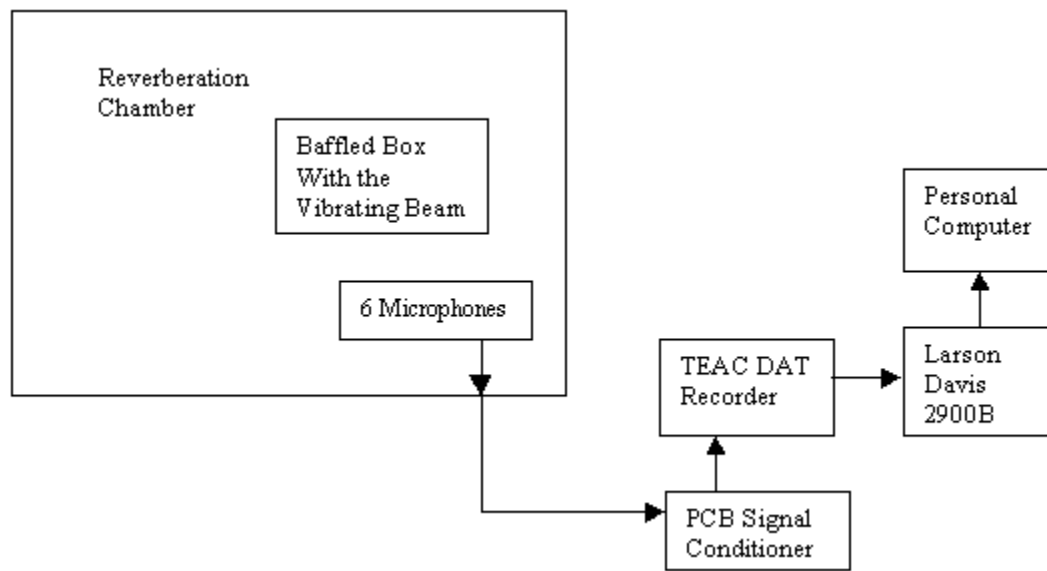 Reverberation
Chamber
Baffled Box
With the
Vibrating Beam
6 Microphones
Personal
Computer
TEAC DAT
Recorder
Larson
Davis
2900B
PCB Signal
Conditioner